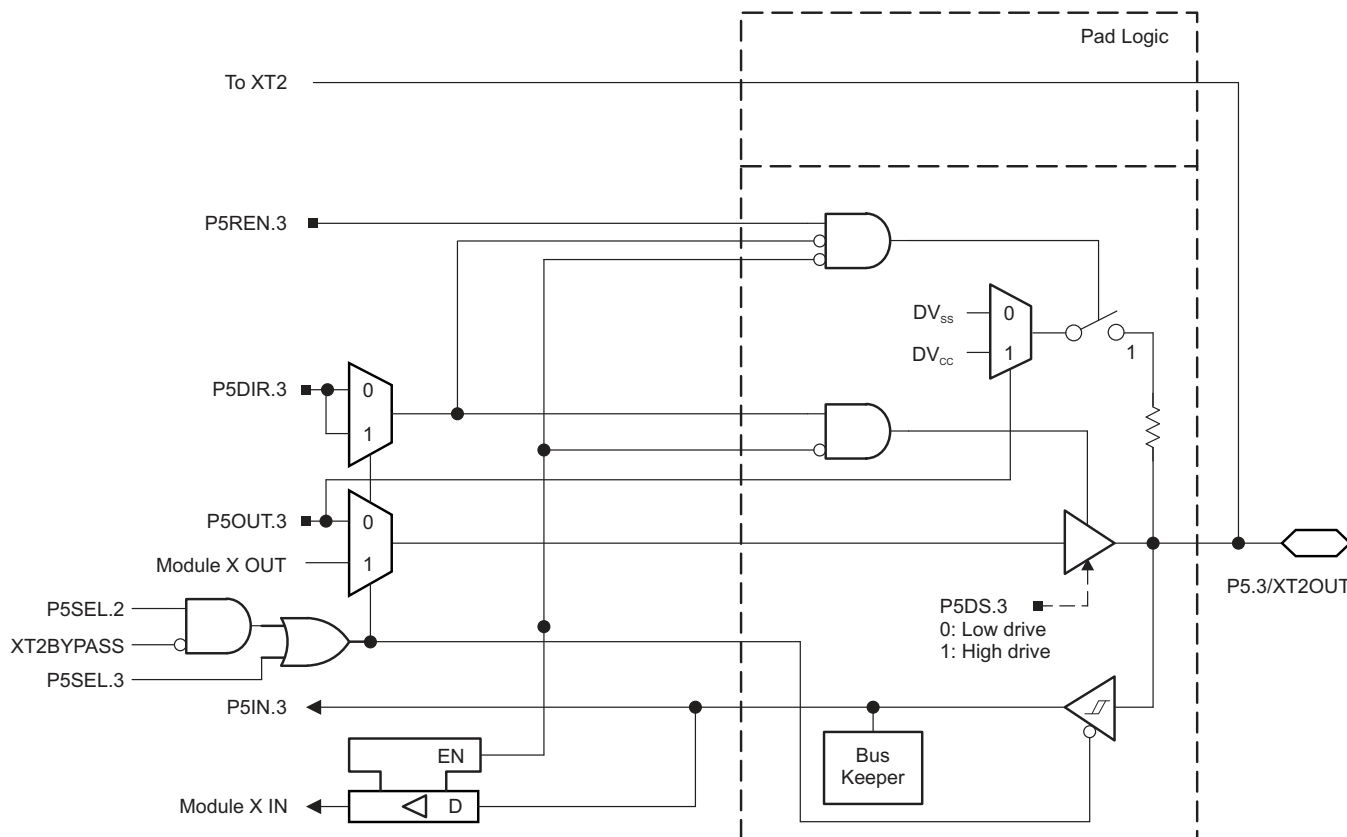 Pad Logic
To XT2
P5REN.3
DVSS
0
DVCC
1
1
P5DIR.3
0
1
P5OUT.3
0
Module X OUT
1
P5.3/XT2OUT
P5SEL.2
P5DS.3
0: Low drive
1: High drive
XT2BYPASS
P5SEL.3
P5IN.3
EN
Bus
Keeper
Module X IN
D